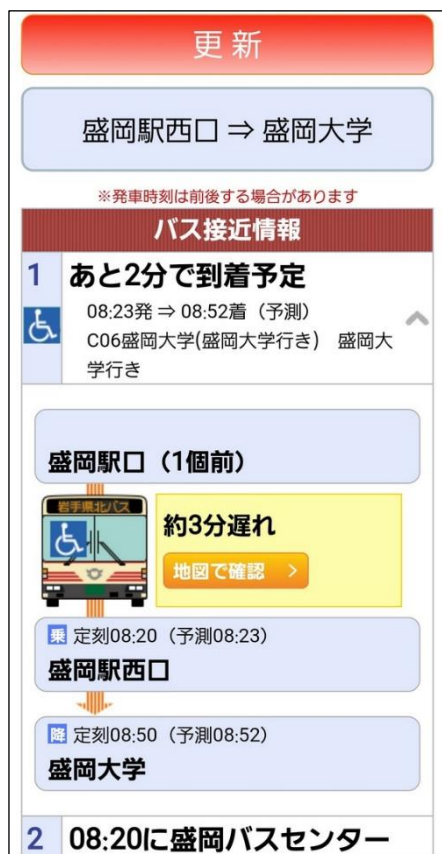 更新
盛岡駅西口 ⇒ 盛岡大学
※発車時刻は前後する場合があります
バス接近情報
1 あと2分で到着予定
08:23発 ⇒ 08:52着（予測）
C06盛岡大学(盛岡大学行き) 盛岡大
学行き
盛岡駅口（1個前）
岩手県北バス
約3分遅れ
地図で確認 >
乗 定刻08:20（予測08:23）
盛岡駅西口
降 定刻08:50（予測08:52）
盛岡大学
2 08:20に盛岡バスセンター